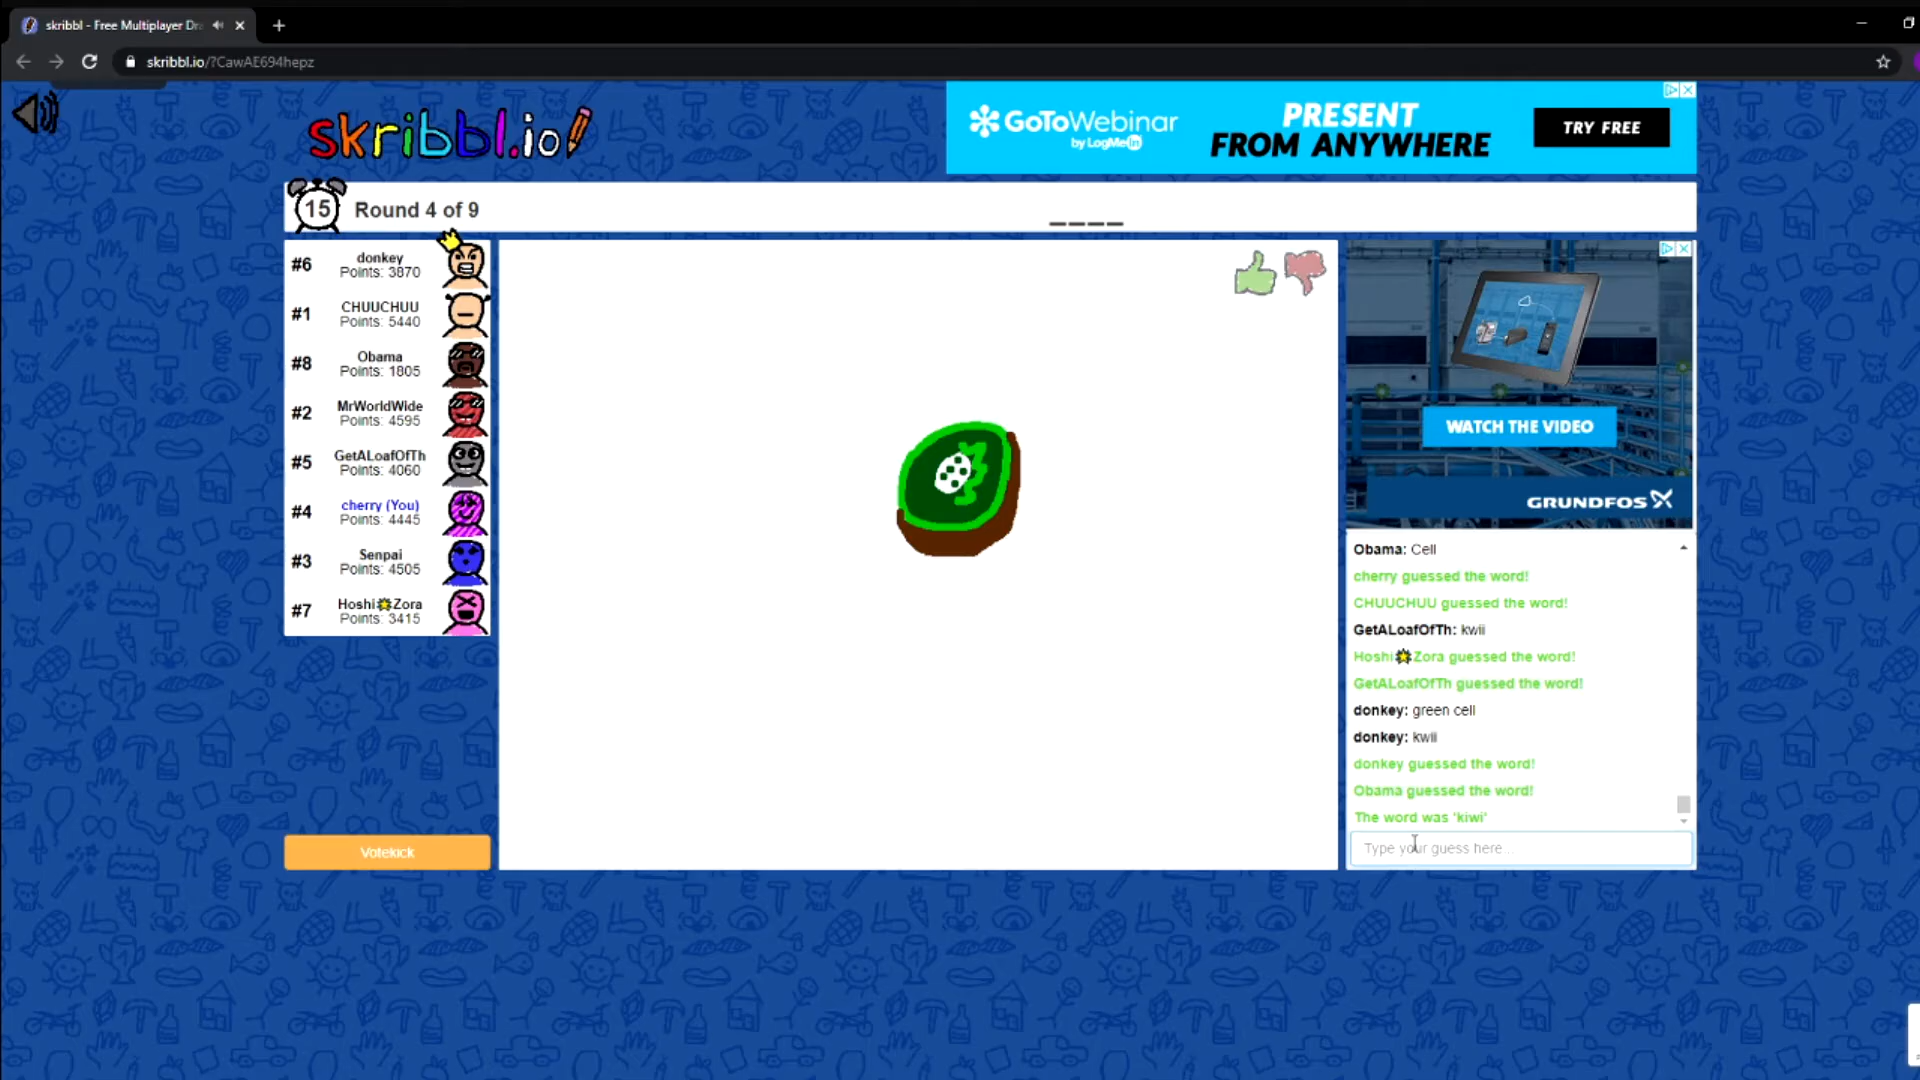 skribbl - Free Multiplayer Dr
skribbl.io/?CawAE694hepz
skribbl.io
GoToWebinar
by LogMeIn
PRESENT
FROM ANYWHERE
TRY FREE
15
Round 4 of 9
____
#6
donkey
Points: 3870
#1
CHUUCHUU
Points: 5440
#8
Obama
Points: 1805
#2
MrWorldWide
Points: 4595
#5
GetALoafOfTh
Points: 4060
#4
cherry (You)
Points: 4445
#3
Senpai
Points: 4505
#7
Hoshi🌟Zora
Points: 3415
Votekick
WATCH THE VIDEO
GRUNDFOS
Obama: Cell
cherry guessed the word!
CHUUCHUU guessed the word!
GetALoafOfTh: kwii
Hoshi🌟Zora guessed the word!
GetALoafOfTh guessed the word!
donkey: green cell
donkey: kwii
donkey guessed the word!
Obama guessed the word!
The word was 'kiwi'
Type your guess here...